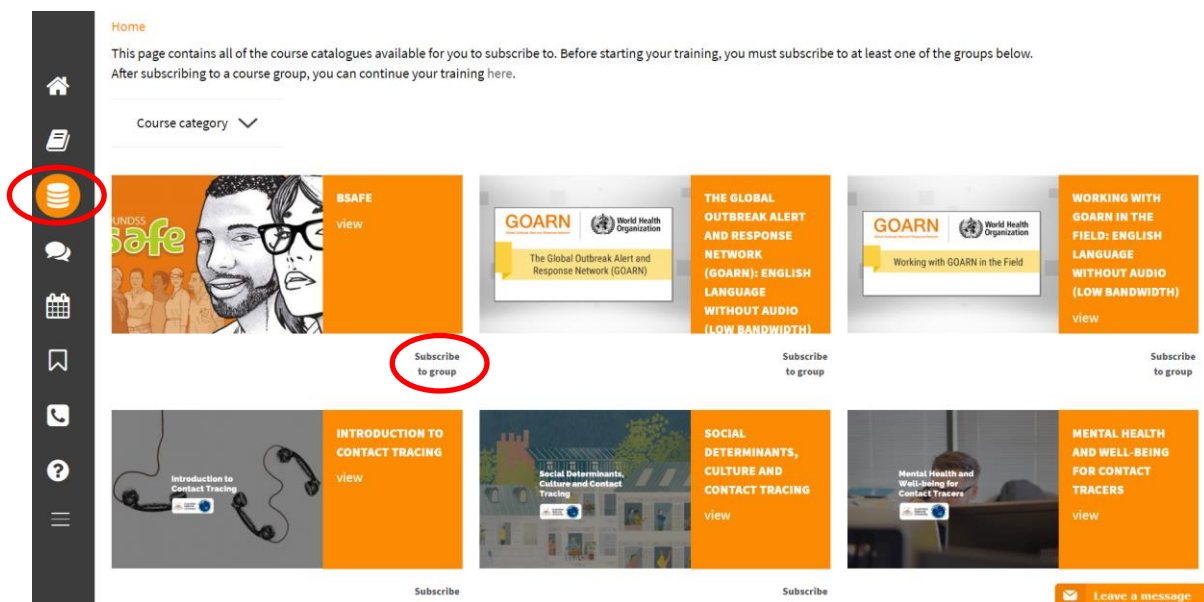 Home
This page contains all of the course catalogues available for you to subscribe to. Before starting your training, you must subscribe to at least one of the groups below.
After subscribing to a course group, you can continue your training here.
Course category
UNDSS
safe
BSAFE
view
GOARN
World Health
Organization
The Global Outbreak Alert and
Response Network (GOARN)
THE GLOBAL
OUTBREAK ALERT
AND RESPONSE
NETWORK
(GOARN): ENGLISH
LANGUAGE
WITHOUT AUDIO
(LOW BANDWIDTH)
GOARN
World Health
Organization
Working with GOARN in the Field
WORKING WITH
GOARN IN THE
FIELD: ENGLISH
LANGUAGE
WITHOUT AUDIO
(LOW BANDWIDTH)
view
Subscribe
to group
Subscribe
to group
Subscribe
to group
Introduction to
Contact Tracing
INTRODUCTION TO
CONTACT TRACING
view
Social Determinants,
Culture and Contact
Tracing
SOCIAL
DETERMINANTS,
CULTURE AND
CONTACT TRACING
view
Mental Health and
Well-being for
Contact Tracers
MENTAL HEALTH
AND WELL-BEING
FOR CONTACT
TRACERS
view
Subscribe
Subscribe
Leave a message